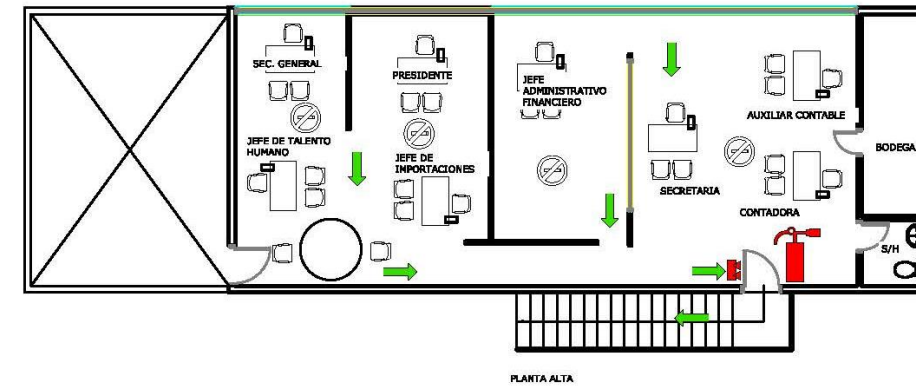 SEC. GENERAL
PRESIDENTE
JEFE
ADMINISTRATIVO
FINANCIERO
AUXILIAR CONTABLE
JEFE DE TALENTO
HUMANO
JEFE DE
IMPORTACIONES
SECRETARIA
BODEGA
CONTADORA
S/H
PLANTA ALTA